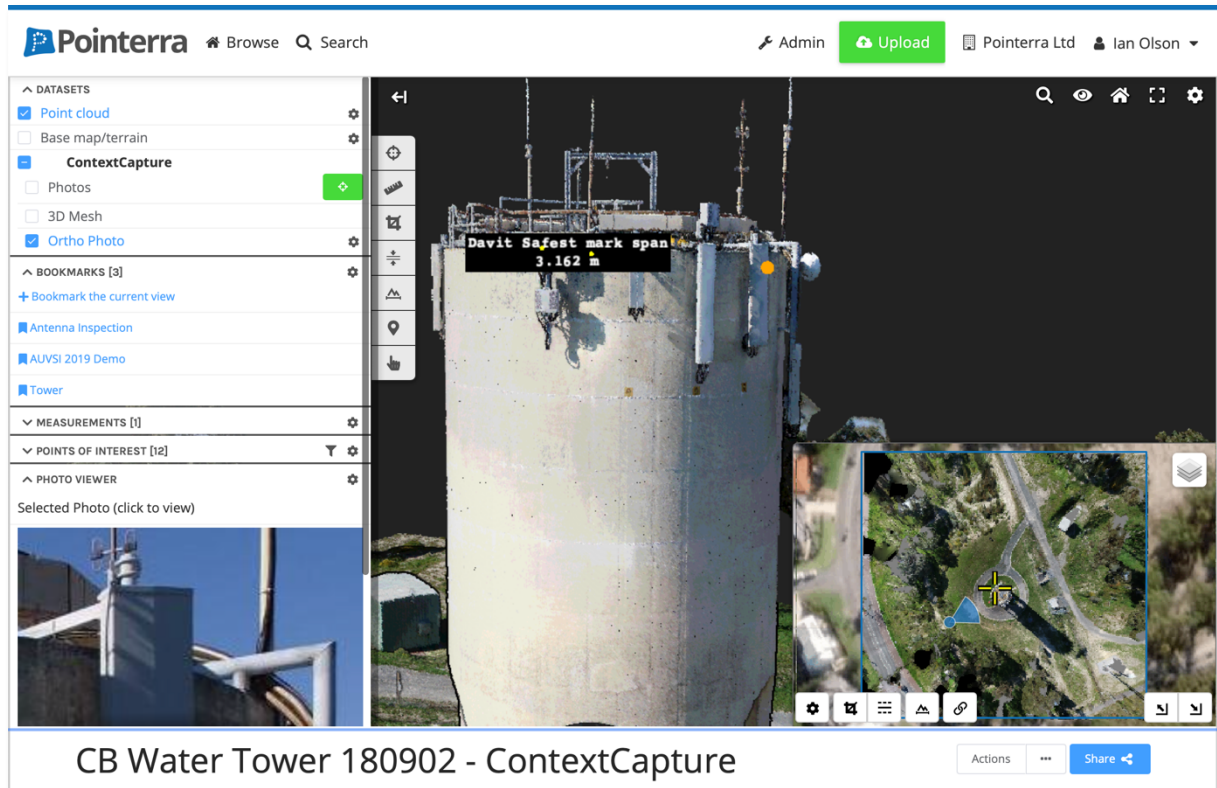 Pointerra Browse Search Admin Upload Pointerra Ltd Ian Olson
DATASETS
Point cloud
Base map/terrain
ContextCapture
Photos
3D Mesh
Ortho Photo
BOOKMARKS [3]
Bookmark the current view
Antenna Inspection
AUVSI 2019 Demo
Tower
MEASUREMENTS [1]
POINTS OF INTEREST [12]
PHOTO VIEWER
Selected Photo (click to view)
Davit Safest mark span
3.162 m
CB Water Tower 180902 - ContextCapture
Actions ••• Share